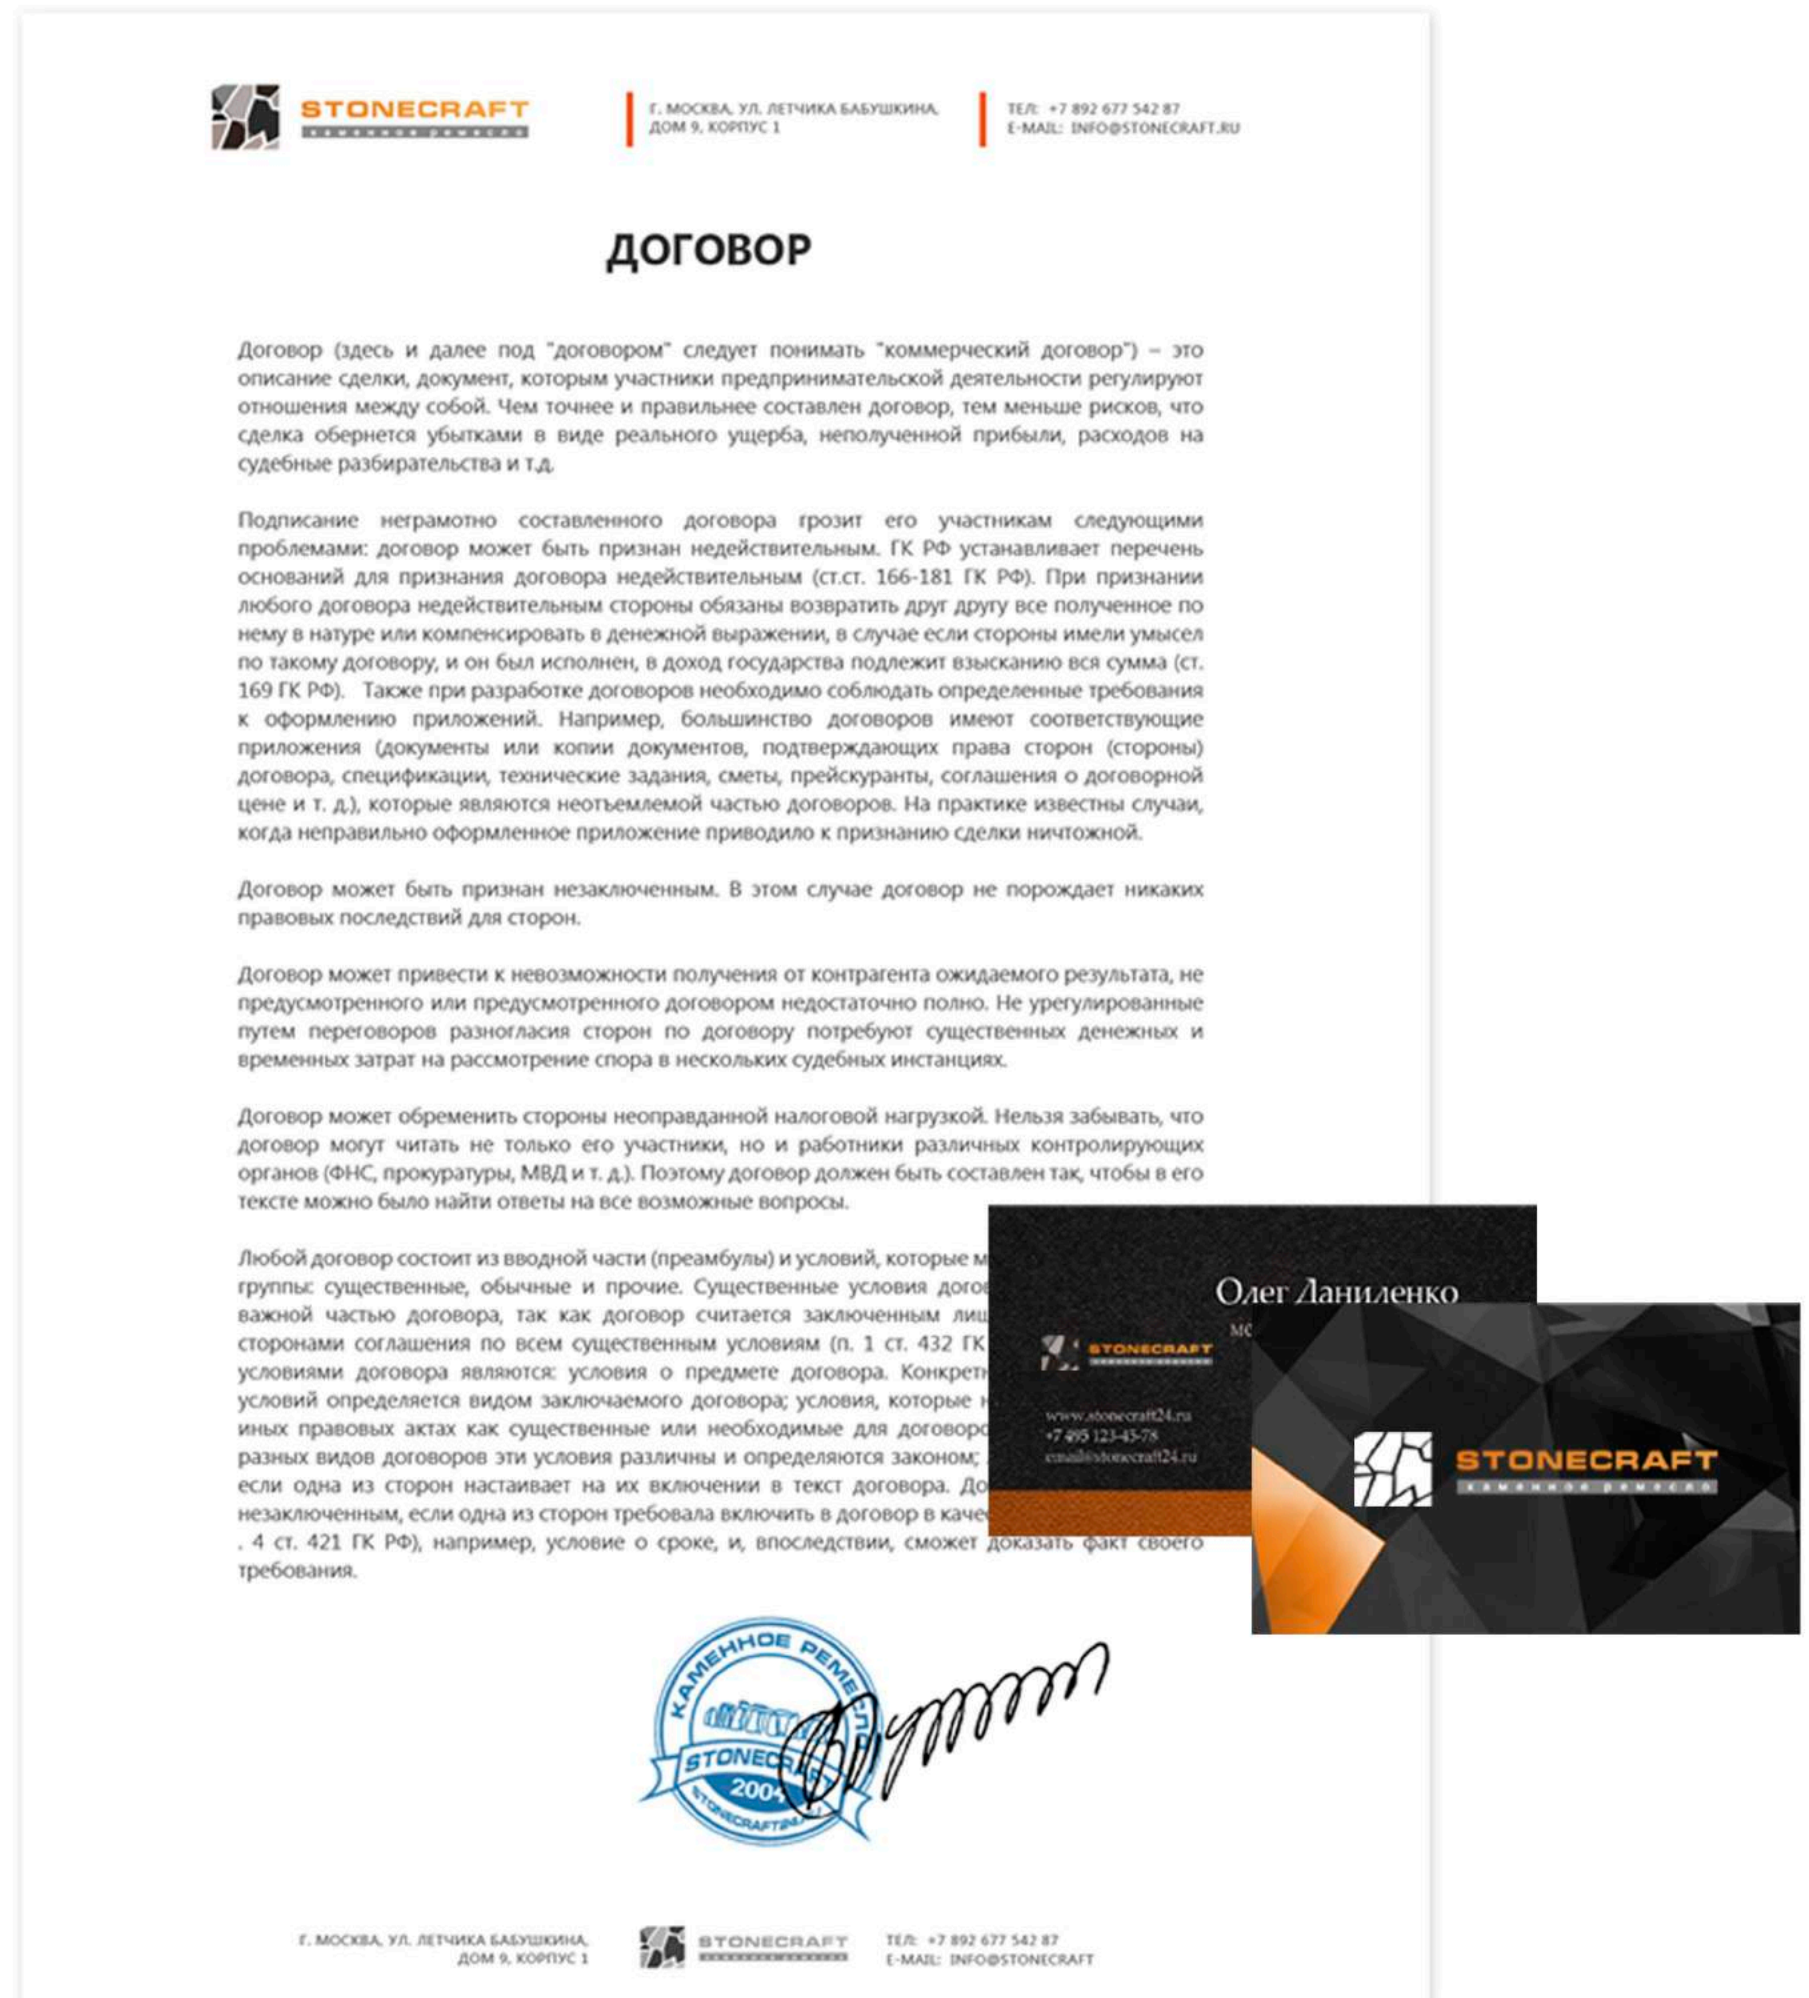 STONECRAFT
каменное ремесло
Г. МОСКВА, УЛ. ЛЕТЧИКА БАБУШКИНА,
ДОМ 9, КОРПУС 1
ТЕЛ: +7 892 677 542 87
E-MAIL: INFO@STONECRAFT.RU
ДОГОВОР
Договор (здесь и далее под "договором" следует понимать "коммерческий договор") – это
описание сделки, документ, которым участники предпринимательской деятельности регулируют
отношения между собой. Чем точнее и правильнее составлен договор, тем меньше рисков, что
сделка обернется убытками в виде реального ущерба, неполученной прибыли, расходов на
судебные разбирательства и т.д.
Подписание неграмотно составленного договора грозит его участникам следующими
проблемами: договор может быть признан недействительным. ГК РФ устанавливает перечень
оснований для признания договора недействительным (ст.ст. 166-181 ГК РФ). При признании
любого договора недействительным стороны обязаны возвратить друг другу все полученное по
нему в натуре или компенсировать в денежной выражении, в случае если стороны имели умысел
по такому договору, и он был исполнен, в доход государства подлежит взысканию вся сумма (ст.
169 ГК РФ). Также при разработке договоров необходимо соблюдать определенные требования
к оформлению приложений. Например, большинство договоров имеют соответствующие
приложения (документы или копии документов, подтверждающих права сторон (стороны)
договора, спецификации, технические задания, сметы, прейскуранты, соглашения о договорной
цене и т. д.), которые являются неотъемлемой частью договоров. На практике известны случаи,
когда неправильно оформленное приложение приводило к признанию сделки ничтожной.
Договор может быть признан незаключенным. В этом случае договор не порождает никаких
правовых последствий для сторон.
Договор может привести к невозможности получения от контрагента ожидаемого результата, не
предусмотренного или предусмотренного договором недостаточно полно. Не урегулированные
путем переговоров разногласия сторон по договору потребуют существенных денежных и
временных затрат на рассмотрение спора в нескольких судебных инстанциях.
Договор может обременить стороны неоправданной налоговой нагрузкой. Нельзя забывать, что
договор могут читать не только его участники, но и работники различных контролирующих
органов (ФНС, прокуратуры, МВД и т. д.). Поэтому договор должен быть составлен так, чтобы в его
тексте можно было найти ответы на все возможные вопросы.
Любой договор состоит из вводной части (преамбулы) и условий, которые
группы: существенные, обычные и прочие. Существенные условия
важной частью договора, так как договор считается заключенным
сторонами соглашения по всем существенным условиям (п. 1 ст. 432 ГК
условиями договора являются: условия о предмете договора.
условий определяется видом заключаемого договора; условия, которые
иных правовых актах как существенные или необходимые для
разных видов договоров эти условия различны и определяются законом;
если одна из сторон настаивает на их включении в текст договора.
незаключенным, если одна из сторон требовала включить в договор в
. 4 ст. 421 ГК РФ), например, условие о сроке, и, впоследствии, сможет доказать факт своего
требования.
Олег Даниленко
STONECRAFT
www.stonecraft24.ru
+7 495 123-45-78
email@stonecraft24.ru
STONECRAFT
каменное ремесло
КАМЕННОЕ РЕМЕСЛО
STONECRAFT
2004
Г. МОСКВА, УЛ. ЛЕТЧИКА БАБУШКИНА,
ДОМ 9, КОРПУС 1
STONECRAFT
ТЕЛ: +7 892 677 542 87
E-MAIL: INFO@STONECRAFT